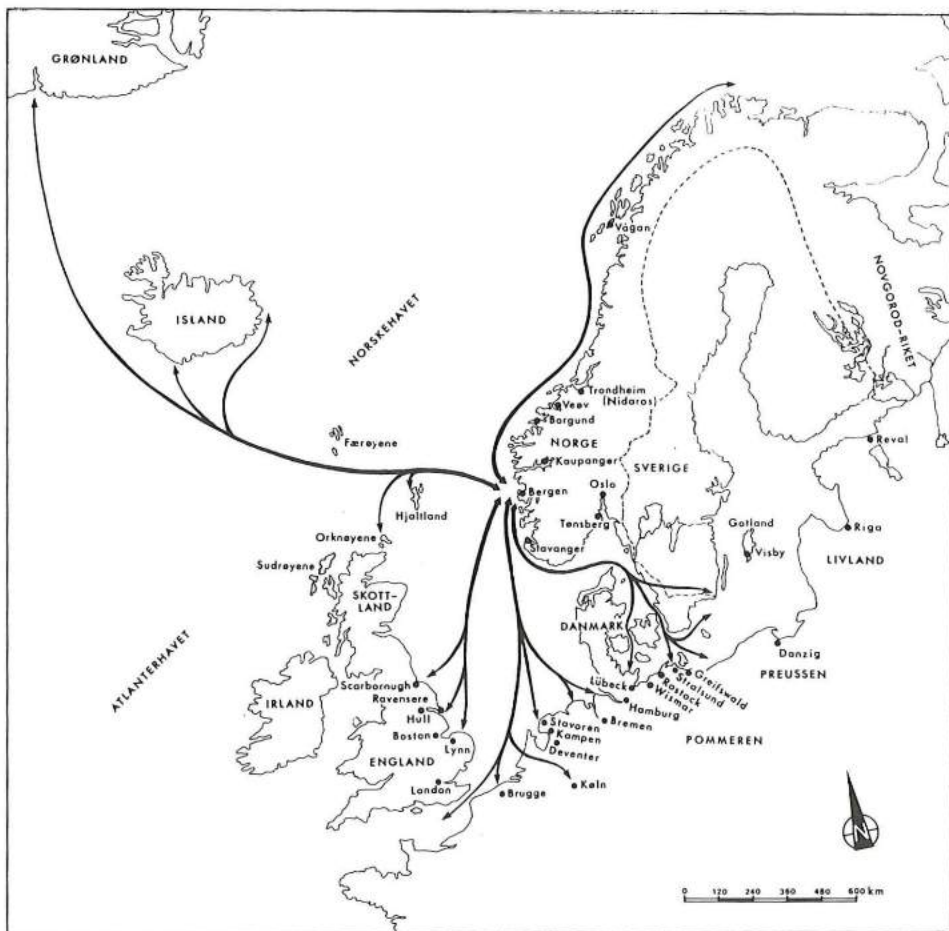 GRØNLAND
Vågan
NOVGOROD-RIKET
ISLAND
NORSKEHAVET
Trondheim
(Nidaros)
Veøy
Borgund
Færøyene
NORGE
Kaupanger
SVERIGE
Reval
Bergen
Oslo
Hjaltland
Tønsberg
Gotland
Riga
Orknøyene
Stavanger
Visby
LIVLAND
Sudrøyene
SKOTT-
LAND
DANMARK
Danzig
PREUSSEN
ATLANTERHAVET
Greifswald
Stralsund
Rostock
Wismar
Scarborough
Lübeck
Ravensere
IRLAND
Hull
Hamburg
Stavoren
Bremen
Boston
Kampen
POMMEREN
Lynn
Deventer
ENGLAND
London
Brugge
Køln
N
0 120 240 360 480 600 km